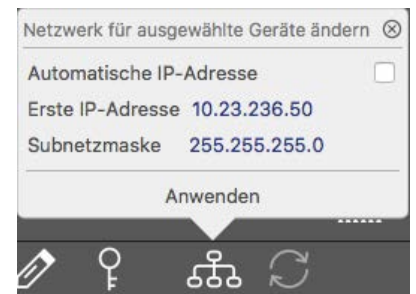 Netzwerk für ausgewählte Geräte ändern
Automatische IP-Adresse
Erste IP-Adresse 10.23.236.50
Subnetzmaske 255.255.255.0
Anwenden